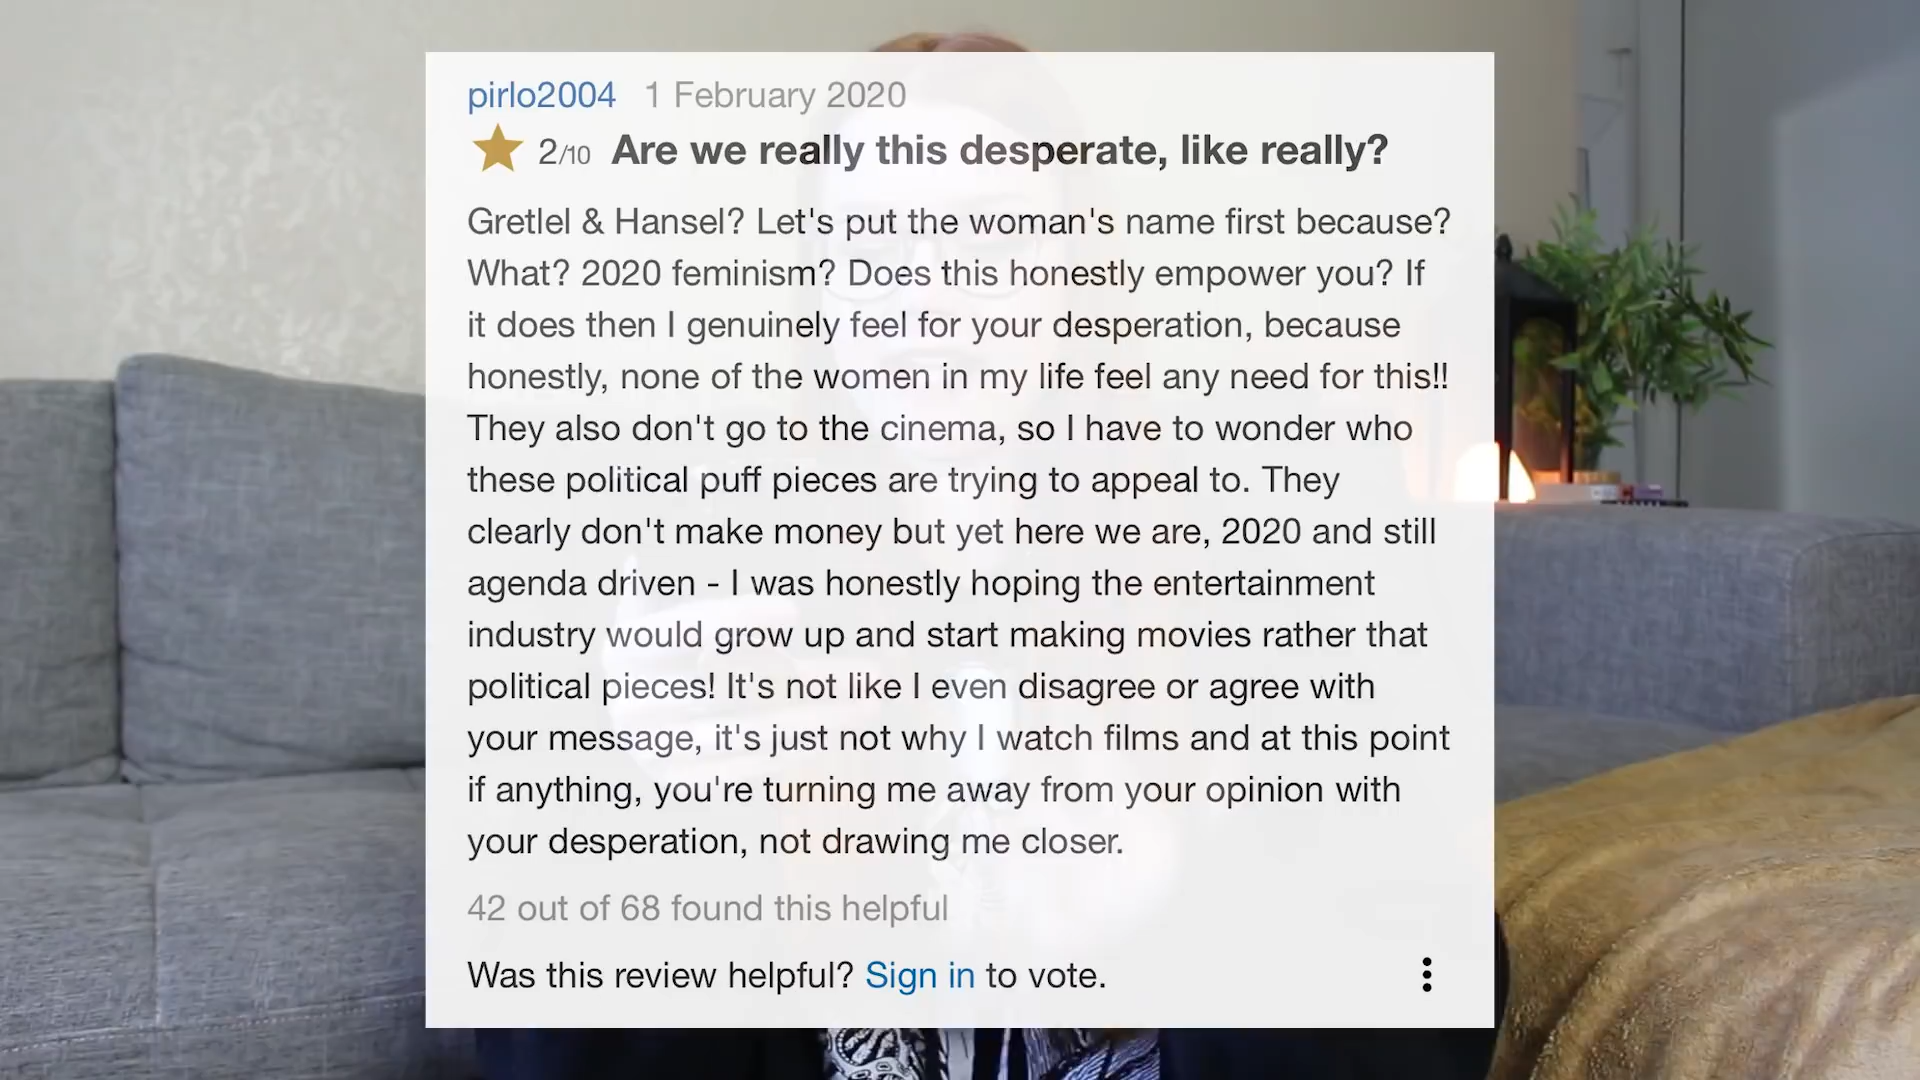 pirlo2004 1 February 2020
2/10 Are we really this desperate, like really?
Gretlel & Hansel? Let's put the woman's name first because?
What? 2020 feminism? Does this honestly empower you? If
it does then I genuinely feel for your desperation, because
honestly, none of the women in my life feel any need for this!!
They also don't go to the cinema, so I have to wonder who
these political puff pieces are trying to appeal to. They
clearly don't make money but yet here we are, 2020 and still
agenda driven - I was honestly hoping the entertainment
industry would grow up and start making movies rather that
political pieces! It's not like I even disagree or agree with
your message, it's just not why I watch films and at this point
if anything, you're turning me away from your opinion with
your desperation, not drawing me closer.
42 out of 68 found this helpful
Was this review helpful? Sign in to vote.